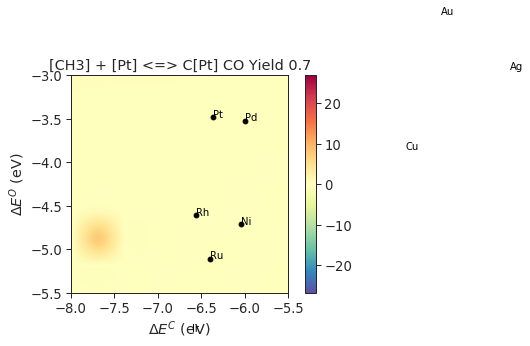 Au
Ag
[CH3] + [Pt] <=> C[Pt] CO Yield 0.7
Cu
−3.0
−3.5
−4.0
−4.5
−5.0
−5.5
ΔE^O (eV)
Pt
Pd
Rh
Ni
Ru
20
10
0
−10
−20
−8.0 −7.5 −7.0 −6.5 −6.0 −5.5
ΔE^C (eV)